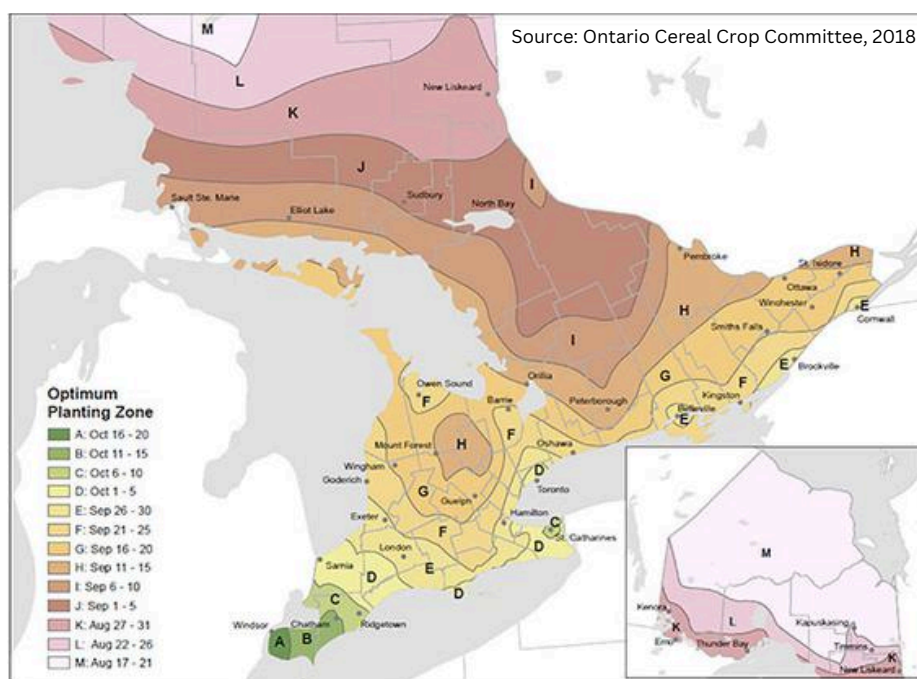 Source: Ontario Cereal Crop Committee, 2018
M
L
New Liskeard
K
J
I
Sault Ste. Marie
Elliot Lake
Sudbury
North Bay
Pembroke
H
St. Isidore
Ottawa
Winchester
E
Cornwall
H
Smiths Falls
I
G
F
E
Brockville
Kingston
Belleville
E
Orillia
Peterborough
Owen Sound
F
Barrie
F
Oshawa
Mount Forest
H
D
Toronto
Wingham
Goderich
G
Guelph
Hamilton
C
St. Catharines
D
Exeter
F
London
E
D
Sarnia
D
C
Chatham
Ridgetown
Windsor
A
B
Optimum
Planting Zone
A: Oct 16 - 20
B: Oct 11 - 15
C: Oct 6 - 10
D: Oct 1 - 5
E: Sep 26 - 30
F: Sep 21 - 25
G: Sep 16 - 20
H: Sep 11 - 15
I: Sep 6 - 10
J: Sep 1 - 5
K: Aug 27 - 31
L: Aug 22 - 26
M: Aug 17 - 21
M
Kenora
K
L
Emo
Thunder Bay
Kapuskasing
Timmins
K
New Liskeard